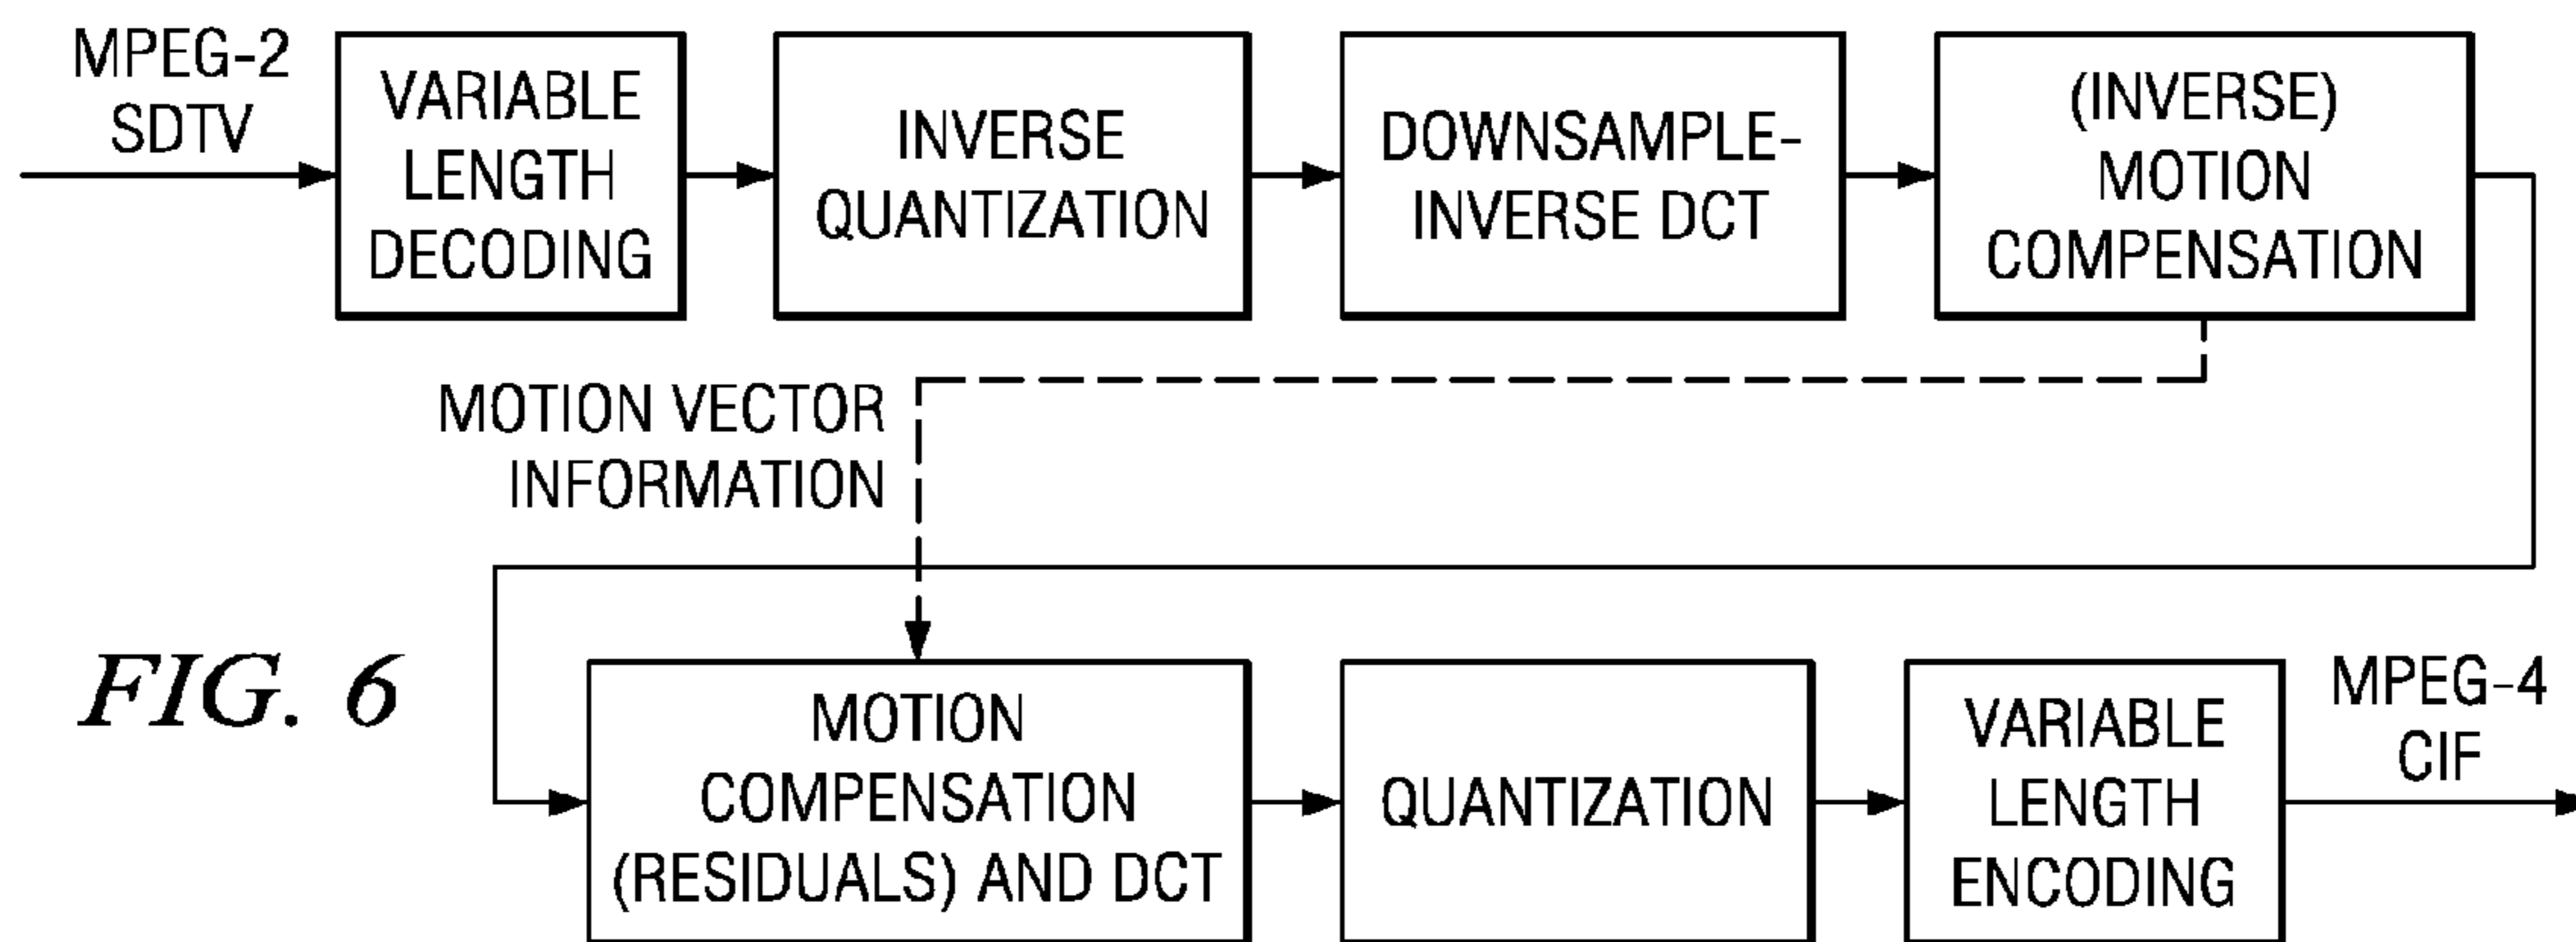 MPEG-2
SDTV
VARIABLE
LENGTH
DECODING
INVERSE
QUANTIZATION
DOWNSAMPLE-
INVERSE DCT
(INVERSE)
MOTION
COMPENSATION
MOTION VECTOR
INFORMATION
FIG. 6
MOTION
COMPENSATION
(RESIDUALS) AND DCT
QUANTIZATION
VARIABLE
LENGTH
ENCODING
MPEG-4
CIF